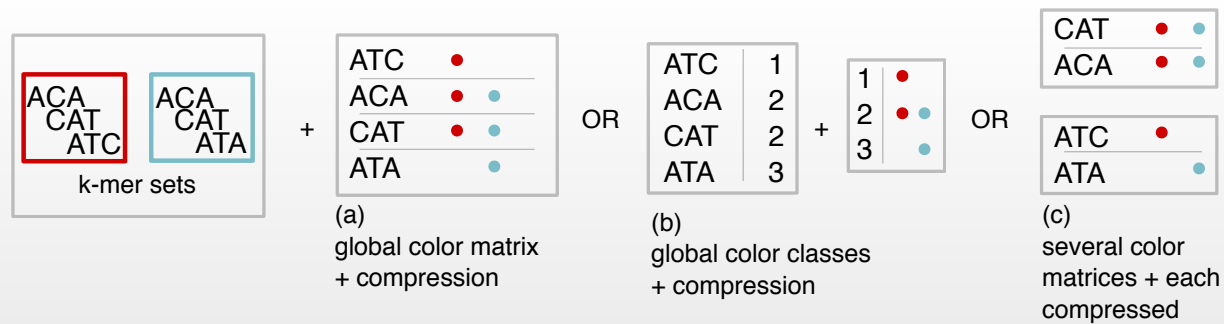 ACA
CAT
ATC
ACA
CAT
ATA
k-mer sets
+
ATC
ACA
CAT
ATA
(a)
global color matrix
+ compression
OR
ATC 1
ACA 2
CAT 2
ATA 3
+
1
2
3
(b)
global color classes
+ compression
OR
CAT
ACA
ATC
ATA
(c)
several color
matrices + each
compressed